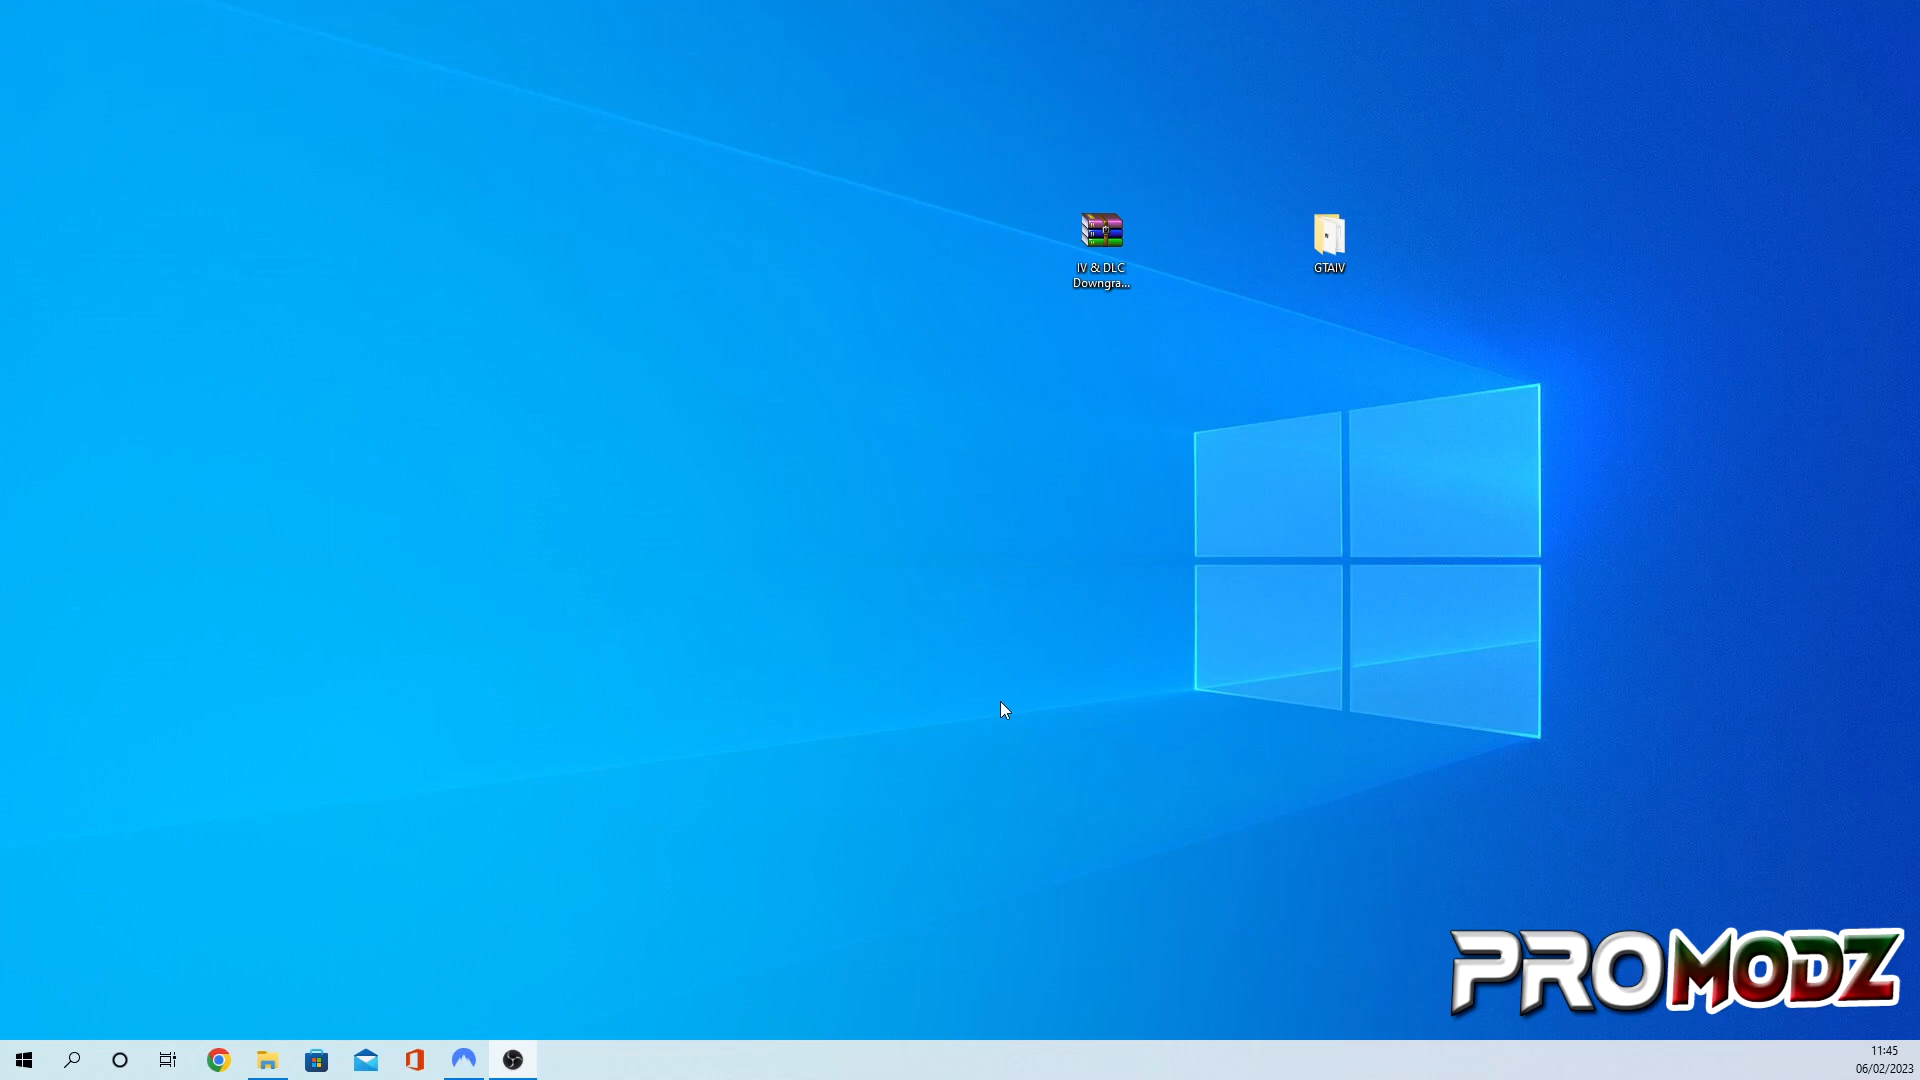 IV & DLC
Downgra...
GTAIV
PROMODZ
11:45
06/02/2023